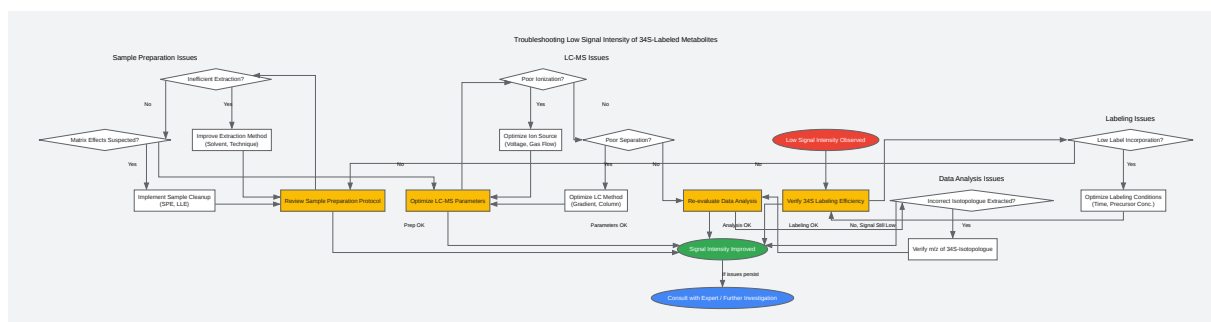 Troubleshooting Low Signal Intensity of 34S-Labeled Metabolites
Sample Preparation Issues
LC-MS Issues
Inefficient Extraction?
Poor Ionization?
No
Yes
Yes
No
Labeling Issues
Matrix Effects Suspected?
Improve Extraction Method
(Solvent, Technique)
Optimize Ion Source
(Voltage, Gas Flow)
Poor Separation?
Low Signal Intensity Observed
Low Label Incorporation?
Yes
No
Yes
No
No
Yes
Data Analysis Issues
Implement Sample Cleanup
(SPE, LLE)
Review Sample Preparation Protocol
Optimize LC-MS Parameters
Optimize LC Method
(Gradient, Column)
Re-evaluate Data Analysis
Verify 34S Labeling Efficiency
Incorrect Isotopologue Extracted?
Optimize Labeling Conditions
(Time, Precursor Conc.)
Prep OK
Parameters OK
Analysis OK
Labeling OK
No, Signal Still Low
Yes
Signal Intensity Improved
Verify m/z of 34S-Isotopologue
If issues persist
Consult with Expert / Further Investigation